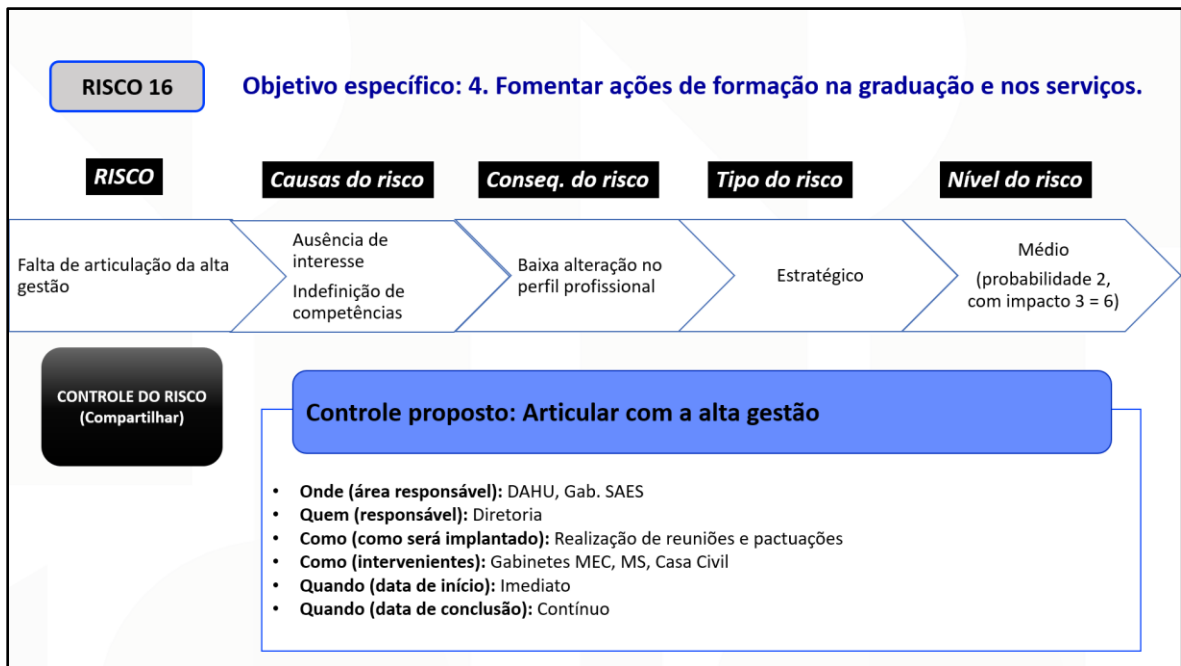 RISCO 16
Objetivo específico: 4. Fomentar ações de formação na graduação e nos serviços.
RISCO
Causas do risco
Conseq. do risco
Tipo do risco
Nível do risco
Falta de articulação da alta
gestão
Ausência de
interesse
Indefinição de
competências
Baixa alteração no
perfil profissional
Estratégico
Médio
(probabilidade 2,
com impacto 3 = 6)
CONTROLE DO RISCO
(Compartilhar)
Controle proposto: Articular com a alta gestão
• Onde (área responsável): DAHU, Gab. SAES
• Quem (responsável): Diretoria
• Como (como será implantado): Realização de reuniões e pactuações
• Como (intervenientes): Gabinetes MEC, MS, Casa Civil
• Quando (data de início): Imediato
• Quando (data de conclusão): Contínuo